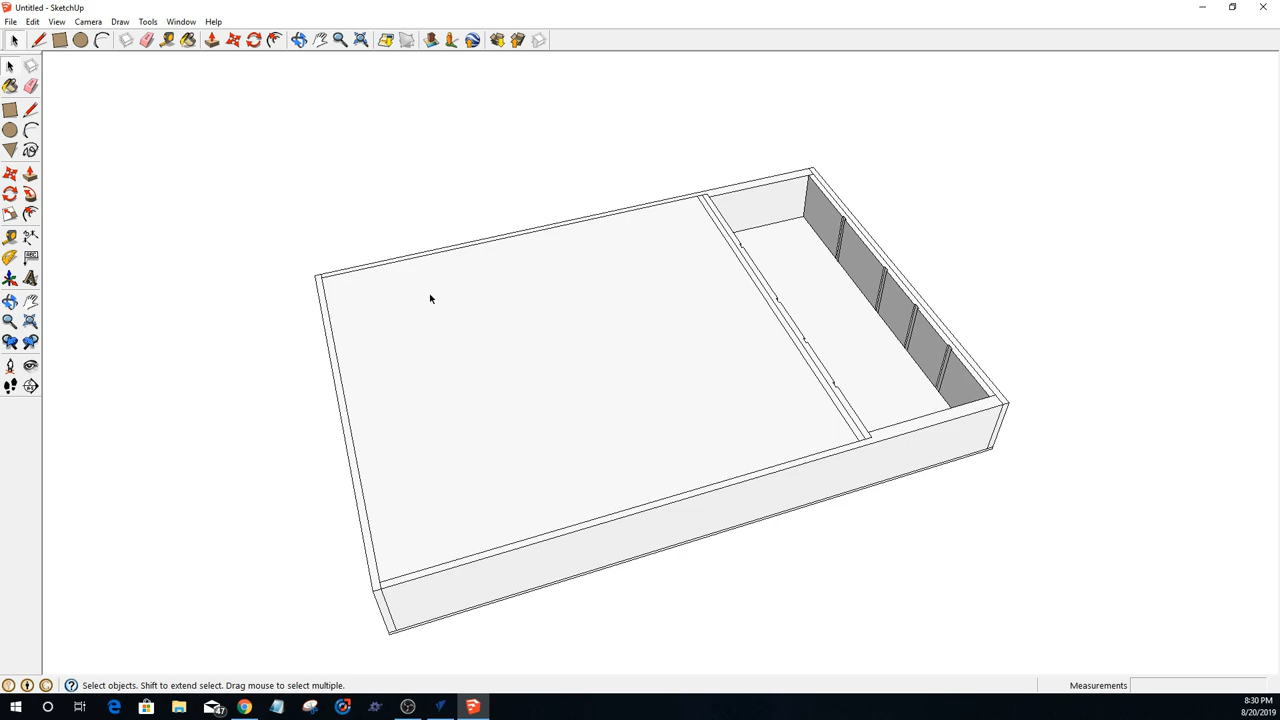 Untitled - SketchUp
File Edit View Camera Draw Tools Window Help
Select objects. Shift to extend select. Drag mouse to select multiple.
Measurements
47
8:30 PM
8/20/2019